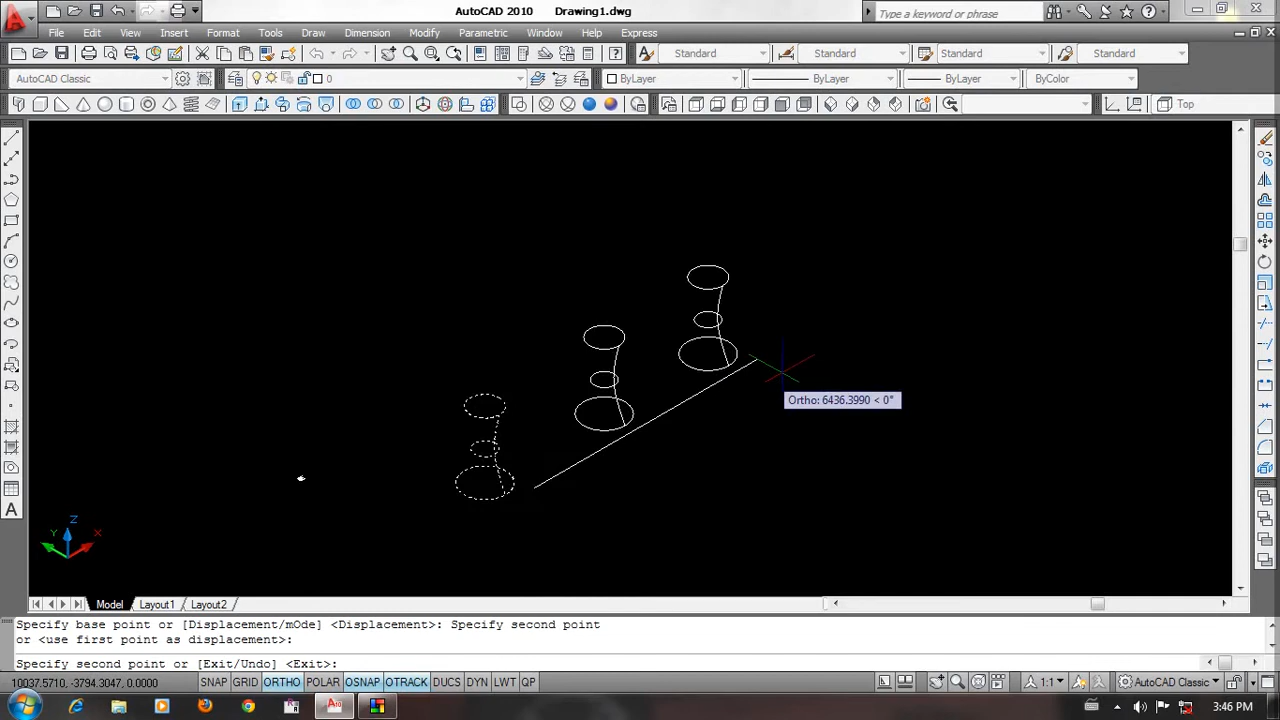 AutoCAD 2010 Drawing1.dwg
Type a keyword or phrase
File Edit View Insert Format Tools Draw Dimension Modify Parametric Window Help Express
Standard Standard Standard Standard
AutoCAD Classic 0 ByLayer ByLayer ByLayer ByColor
Top
Ortho: 6436.3990 < 0°
Z
Y X
A
Model Layout1 Layout2
Specify base point or [Displacement/mOde] <Displacement>: Specify second point
or <use first point as displacement>:
Specify second point or [Exit/Undo] <Exit>:
10037.5710, -3794.3047, 0.0000 SNAP GRID ORTHO POLAR OSNAP OTRACK DUCS DYN LWT QP 1:1 AutoCAD Classic
3:46 PM